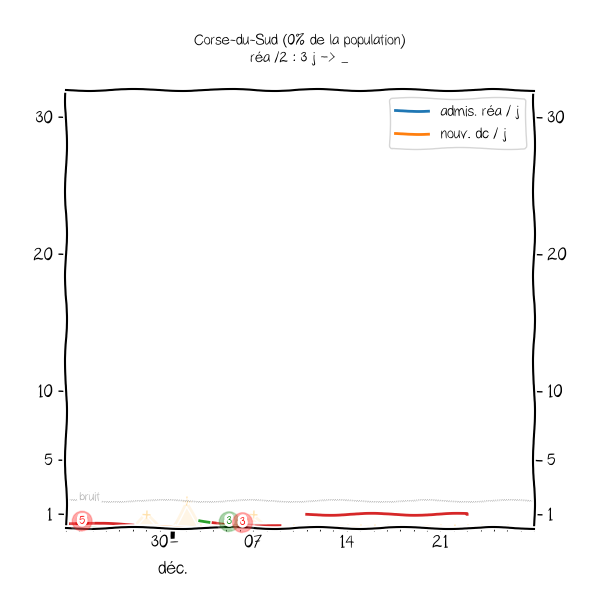 Corse-du-Sud (0% de la population)
réa /2 : 3 j -> _
admis. réa / j
nouv. dc / j
30
30
20
20
10
10
5
5
bruit
1
1
5
3
3
30
07
14
21
déc.